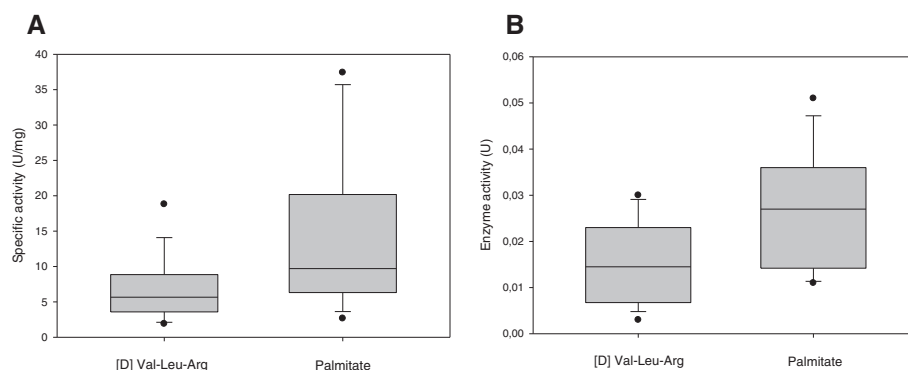 A
B
Specific activity (U/mg)
40
35
30
25
20
15
10
5
0
[D] Val-Leu-Arg
Palmitate
Enzyme activity (U)
0,06
0,05
0,04
0,03
0,02
0,01
0,00
[D] Val-Leu-Arg
Palmitate